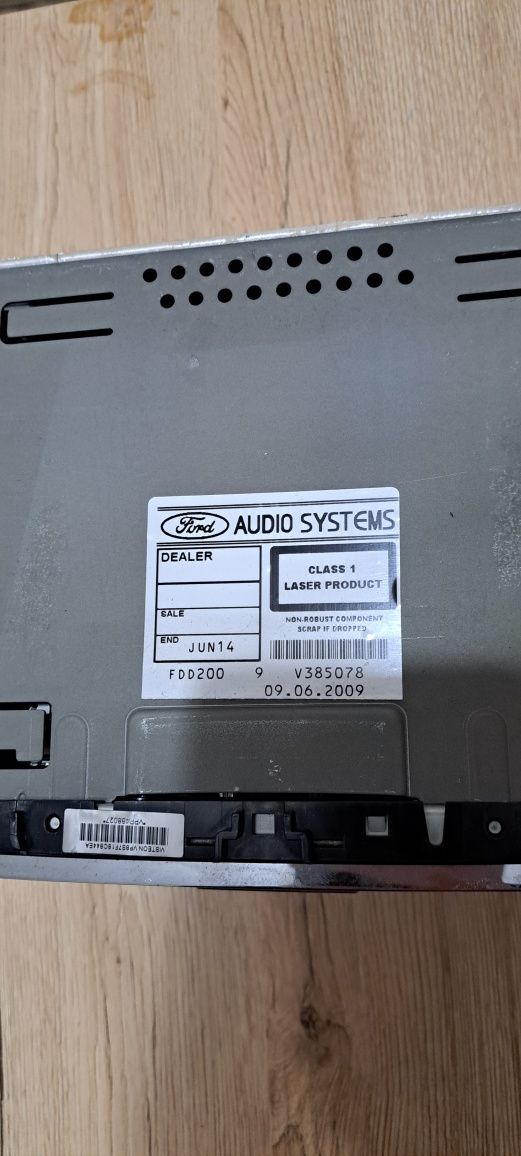 Ford AUDIO SYSTEMS
DEALER
CLASS 1
LASER PRODUCT
SALE
NON-ROBUST COMPONENT
SCRAP IF DROPPED
END JUN14
FDD200 9 V385078
09.06.2009